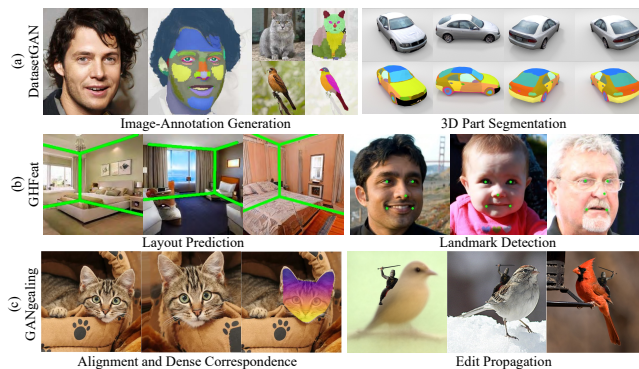 (a)
DatasetGAN
Image-Annotation Generation
3D Part Segmentation
(b)
GHFeat
Layout Prediction
Landmark Detection
(c)
GANgealing
Alignment and Dense Correspondence
Edit Propagation